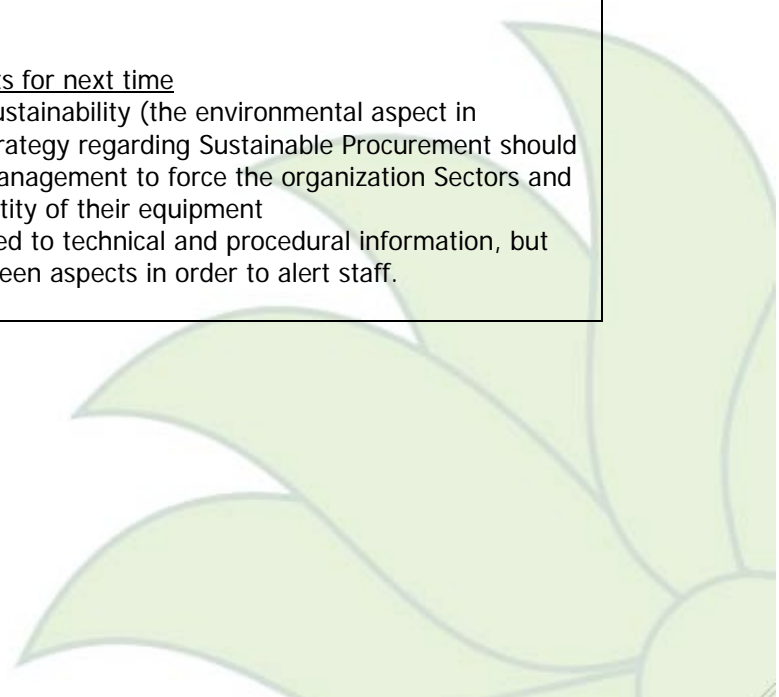 ts for next time
ustainability (the environmental aspect in
rategy regarding Sustainable Procurement should
anagement to force the organization Sectors and
tity of their equipment
ed to technical and procedural information, but
een aspects in order to alert staff.